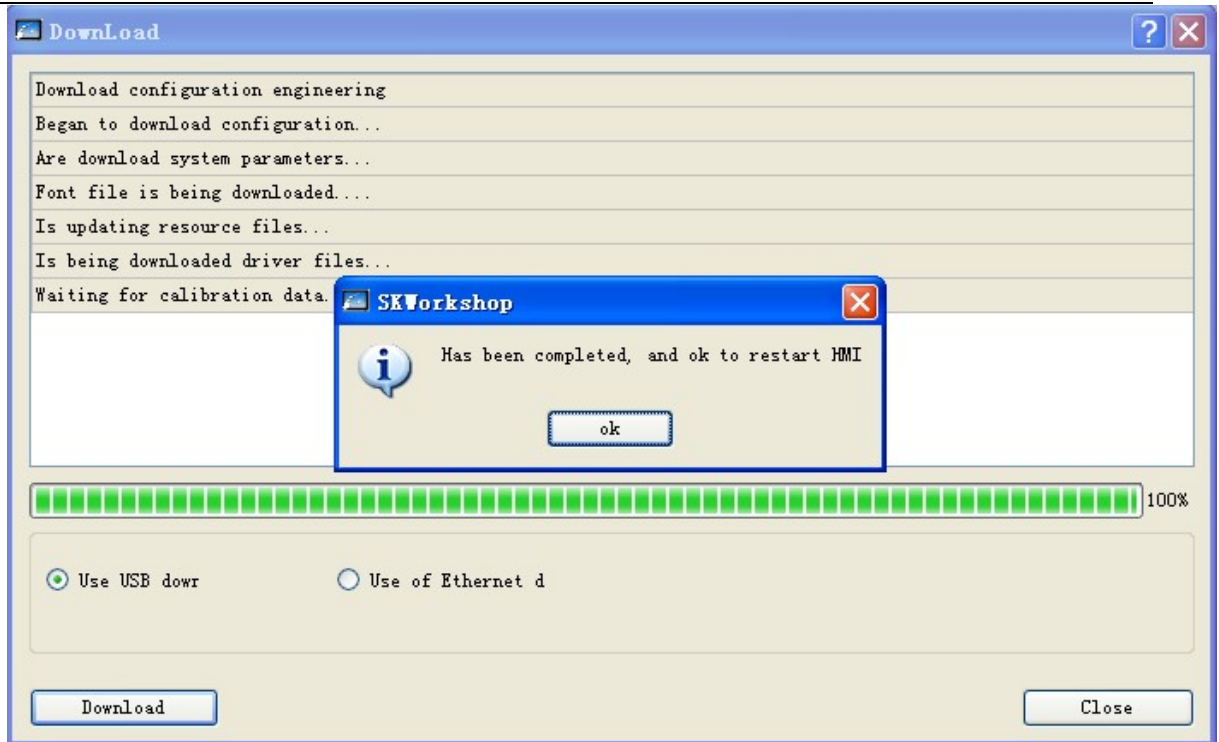 DownLoad
Download configuration engineering
Began to download configuration...
Are download system parameters...
Font file is being downloaded....
Is updating resource files...
Is being downloaded driver files...
Waiting for calibration data.
SKWorkshop
Has been completed, and ok to restart HMI
ok
100%
Use USB dowr
Use of Ethernet d
Download
Close